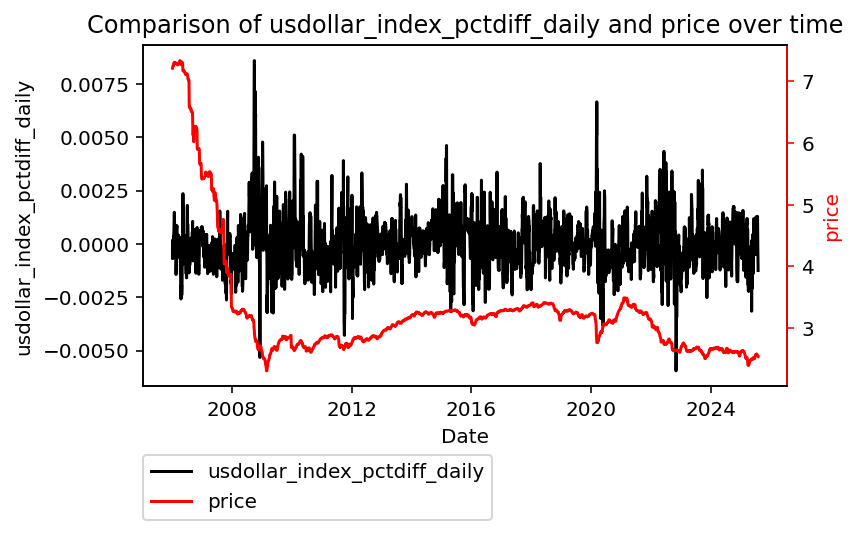 Comparison of usdollar_index_pctdiff_daily and price over time
usdollar_index_pctdiff_daily
0.0075
0.0050
0.0025
0.0000
−0.0025
−0.0050
7
6
5
4
3
price
2008 2012 2016 2020 2024
Date
usdollar_index_pctdiff_daily
price